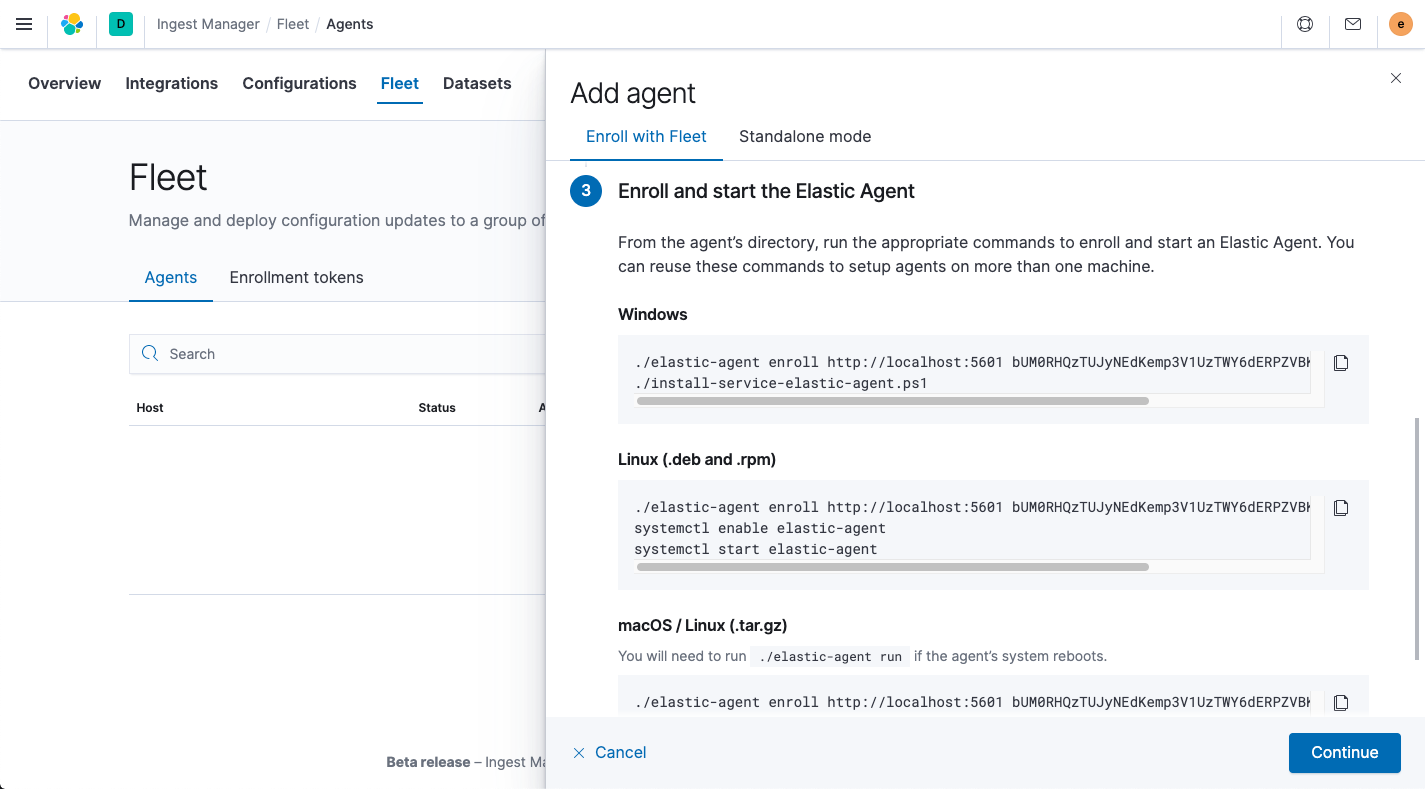 D
Ingest Manager / Fleet / Agents
e
Overview Integrations Configurations Fleet Datasets
Fleet
Manage and deploy configuration updates to a group of
Agents Enrollment tokens
Search
Host Status A
Beta release – Ingest Ma
Add agent
Enroll with Fleet Standalone mode
3 Enroll and start the Elastic Agent
From the agent’s directory, run the appropriate commands to enroll and start an Elastic Agent. You
can reuse these commands to setup agents on more than one machine.
Windows
./elastic-agent enroll http://localhost:5601 bUM0RHQzTUJyNEdKemp3V1UzTWY6dERPZVBK
./install-service-elastic-agent.ps1
Linux (.deb and .rpm)
./elastic-agent enroll http://localhost:5601 bUM0RHQzTUJyNEdKemp3V1UzTWY6dERPZVBK
systemctl enable elastic-agent
systemctl start elastic-agent
macOS / Linux (.tar.gz)
You will need to run ./elastic-agent run if the agent’s system reboots.
./elastic-agent enroll http://localhost:5601 bUM0RHQzTUJyNEdKemp3V1UzTWY6dERPZVBK
Cancel
Continue